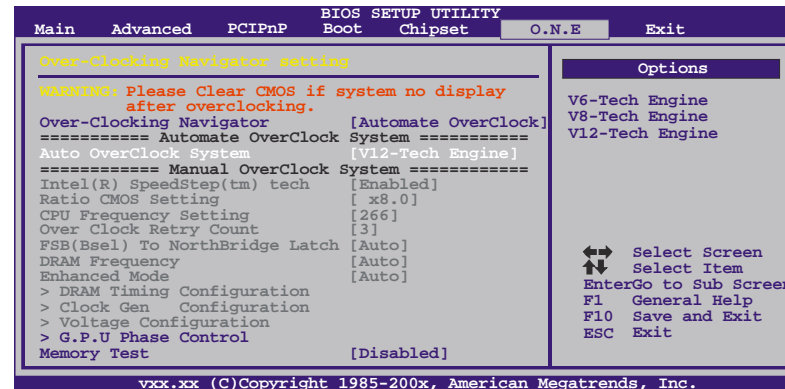 BIOS SETUP UTILITY
Main Advanced PCIPnP Boot Chipset O.N.E Exit
Over-Clocking Navigator setting
WARNING: Please Clear CMOS if system no display
after overclocking.
Over-Clocking Navigator [Automate OverClock]
=========== Automate OverClock System ===========
Auto OverClock System [V12-Tech Engine]
============ Manual OverClock System ============
Intel(R) SpeedStep(tm) tech [Enabled]
Ratio CMOS Setting [ x8.0]
CPU Frequency Setting [266]
Over Clock Retry Count [3]
FSB(Bsel) To NorthBridge Latch [Auto]
DRAM Frequency [Auto]
Enhanced Mode [Auto]
> DRAM Timing Configuration
> Clock Gen Configuration
> Voltage Configuration
> G.P.U Phase Control
Memory Test [Disabled]
Options
V6-Tech Engine
V8-Tech Engine
V12-Tech Engine
Select Screen
Select Item
EnterGo to Sub Screen
F1 General Help
F10 Save and Exit
ESC Exit
vxx.xx (C)Copyright 1985-200x, American Megatrends, Inc.